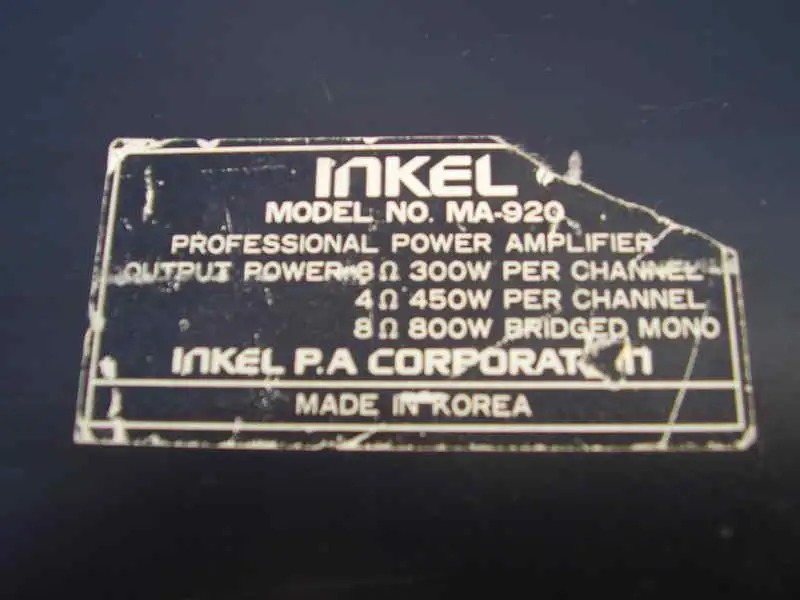 INKEL
MODEL NO. MA-920
PROFESSIONAL POWER AMPLIFIER
OUTPUT POWER 8Ω 300W PER CHANNEL
4Ω 450W PER CHANNEL
8Ω 800W BRIDGED MONO
INKEL P.A CORPORATION
MADE IN KOREA